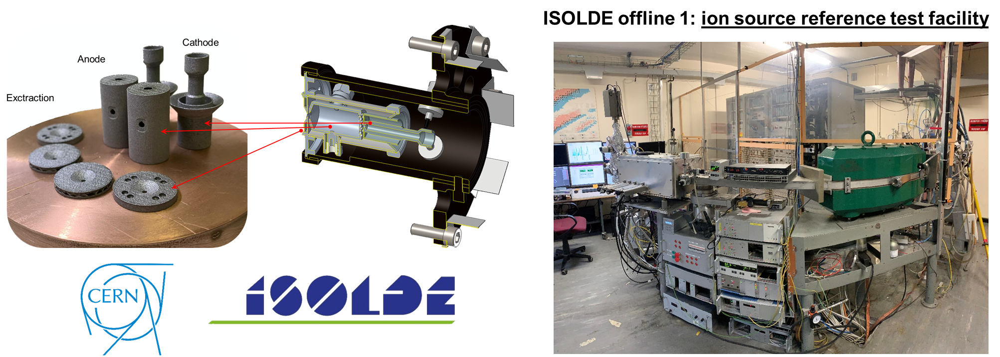 ISOLDE offline 1: ion source reference test facility
Cathode
Anode
Exctraction
CERN
ISOLDE